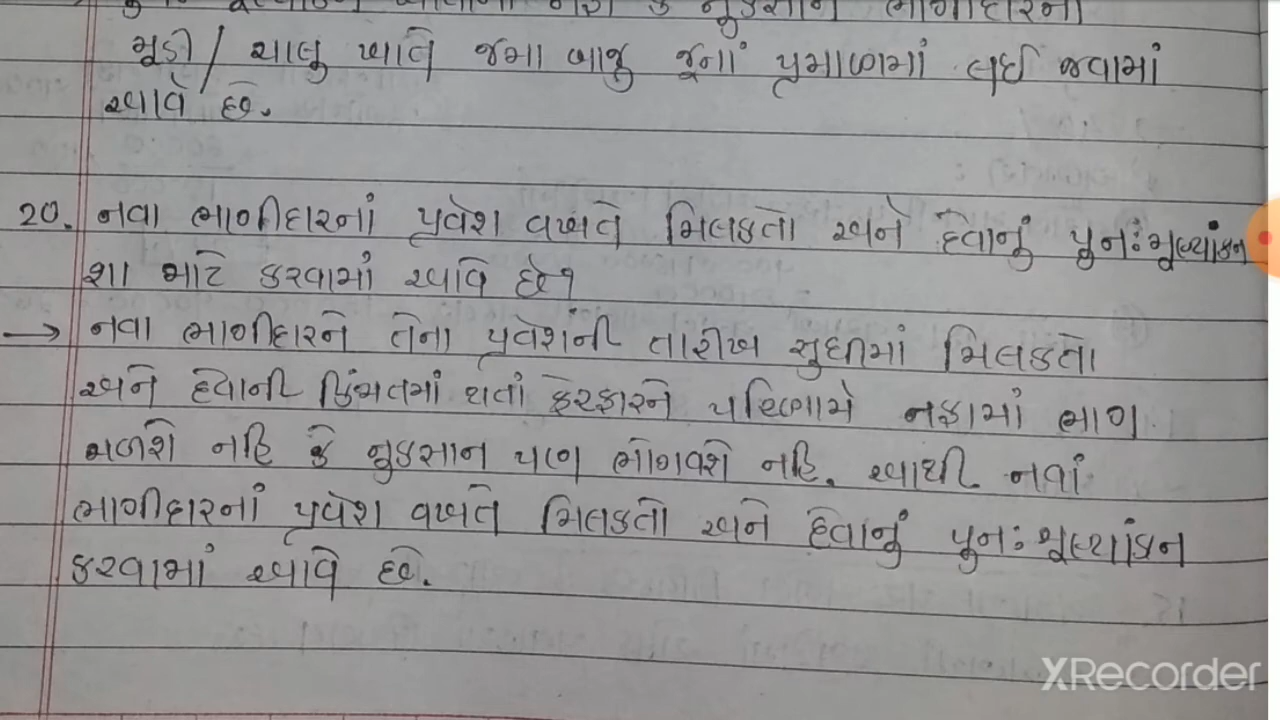 કે નુકસાન ભાગીદારના
મૂડી/ ચાલુ ખાતે જમા બાજુ જૂનાં પ્રમાણમાં લઈ જવામાં
આવે છે.
20. નવા ભાગીદારનાં પ્રવેશ વખતે મિલકતો અને દેવાનું પુન:મૂલ્યાંકન
શા માટે કરવામાં આવે છે?
→ નવા ભાગીદારને તેના પ્રવેશની તારીખ સુધીમાં મિલકતો
અને દેવાની કિંમતમાં થતાં ફેરફારને પરિણામે નફામાં ભાગ
મળશે નહિ કે નુકસાન પણ ભોગવશે નહિ. આથી નવાં
ભાગીદારનાં પ્રવેશ વખતે મિલકતો અને દેવાનું પુન: મૂલ્યાંકન
કરવામાં આવે છે.
XRecorder